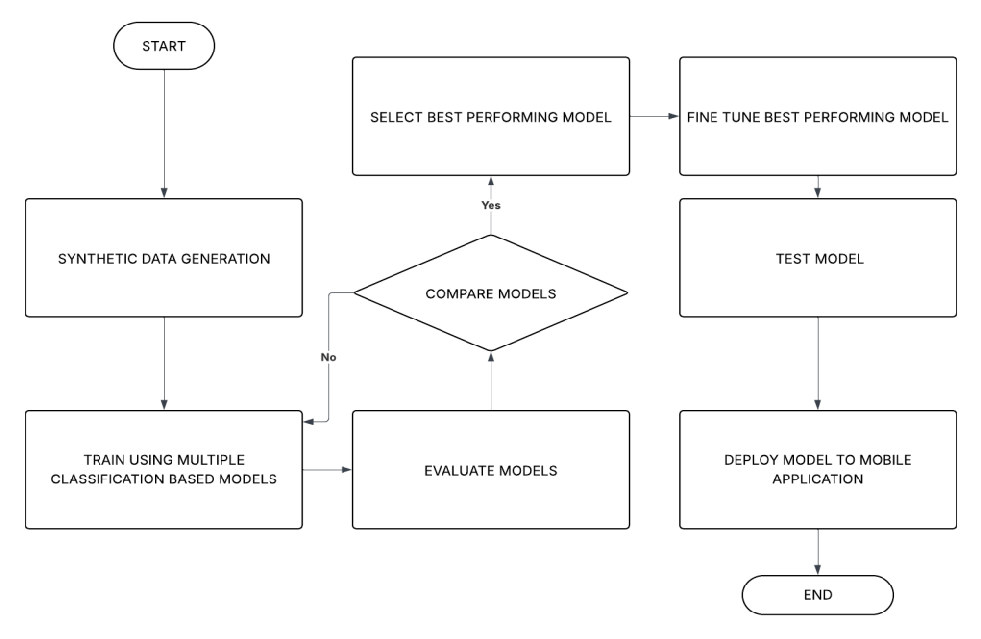 START
SYNTHETIC DATA GENERATION
TRAIN USING MULTIPLE
CLASSIFICATION BASED MODELS
EVALUATE MODELS
COMPARE MODELS
No
Yes
SELECT BEST PERFORMING MODEL
FINE TUNE BEST PERFORMING MODEL
TEST MODEL
DEPLOY MODEL TO MOBILE
APPLICATION
END